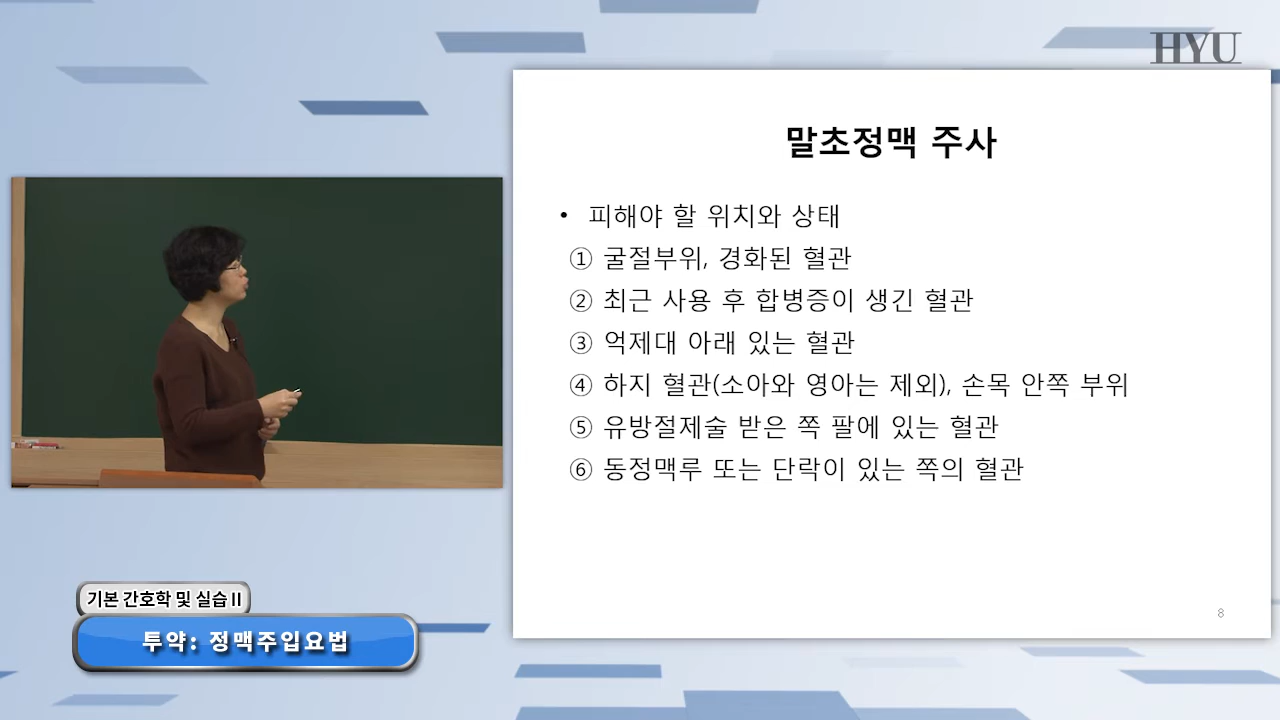 HYU
말초정맥 주사
• 피해야 할 위치와 상태
① 굴절부위, 경화된 혈관
② 최근 사용 후 합병증이 생긴 혈관
③ 억제대 아래 있는 혈관
④ 하지 혈관(소아와 영아는 제외), 손목 안쪽 부위
⑤ 유방절제술 받은 쪽 팔에 있는 혈관
⑥ 동정맥루 또는 단락이 있는 쪽의 혈관
8
기본 간호학 및 실습 II
투약: 정맥주입요법